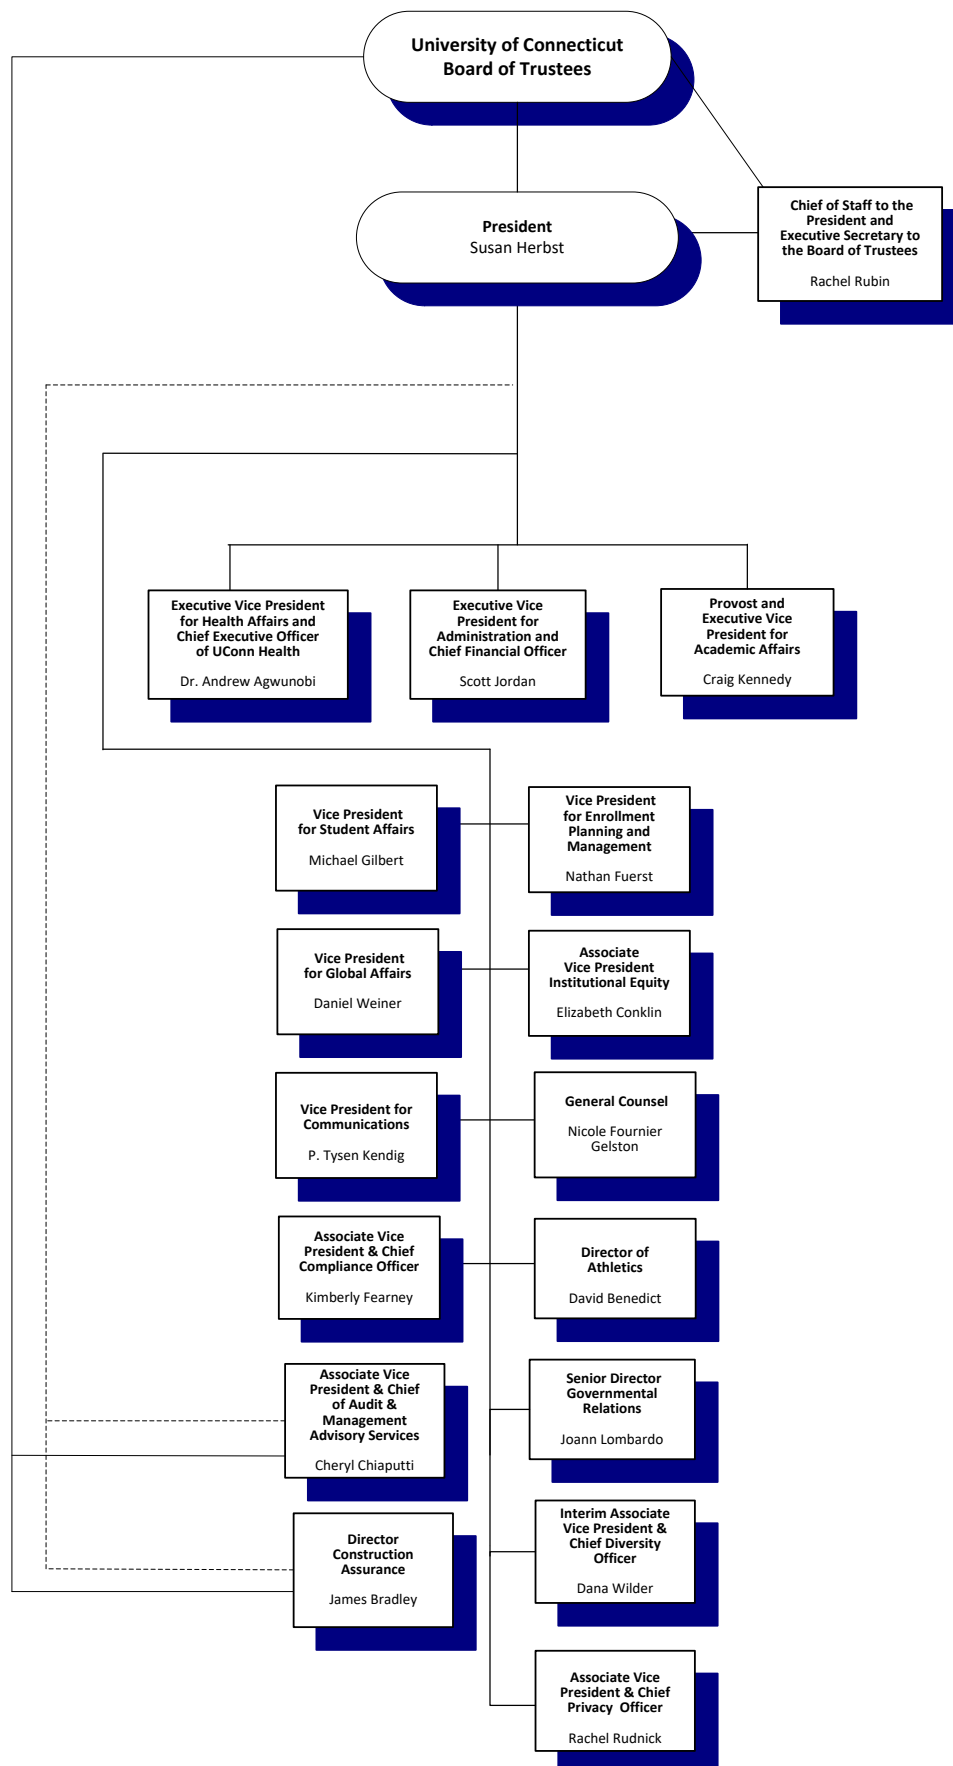 University of Connecticut
Board of Trustees
President
Susan Herbst
Chief of Staff to the
President and
Executive Secretary to
the Board of Trustees
Rachel Rubin
Executive Vice President
for Health Affairs and
Chief Executive Officer
of UConn Health
Dr. Andrew Agwunobi
Executive Vice
President for
Administration and
Chief Financial Officer
Scott Jordan
Provost and
Executive Vice
President for
Academic Affairs
Craig Kennedy
Vice President
for Student Affairs
Michael Gilbert
Vice President
for Enrollment
Planning and
Management
Nathan Fuerst
Vice President
for Global Affairs
Daniel Weiner
Associate
Vice President
Institutional Equity
Elizabeth Conklin
Vice President for
Communications
P. Tysen Kendig
General Counsel
Nicole Fournier
Gelston
Associate Vice
President & Chief
Compliance Officer
Kimberly Fearney
Director of
Athletics
David Benedict
Associate Vice
President & Chief
of Audit &
Management
Advisory Services
Cheryl Chiaputti
Senior Director
Governmental
Relations
Joann Lombardo
Director
Construction
Assurance
James Bradley
Interim Associate
Vice President &
Chief Diversity
Officer
Dana Wilder
Associate Vice
President & Chief
Privacy Officer
Rachel Rudnick